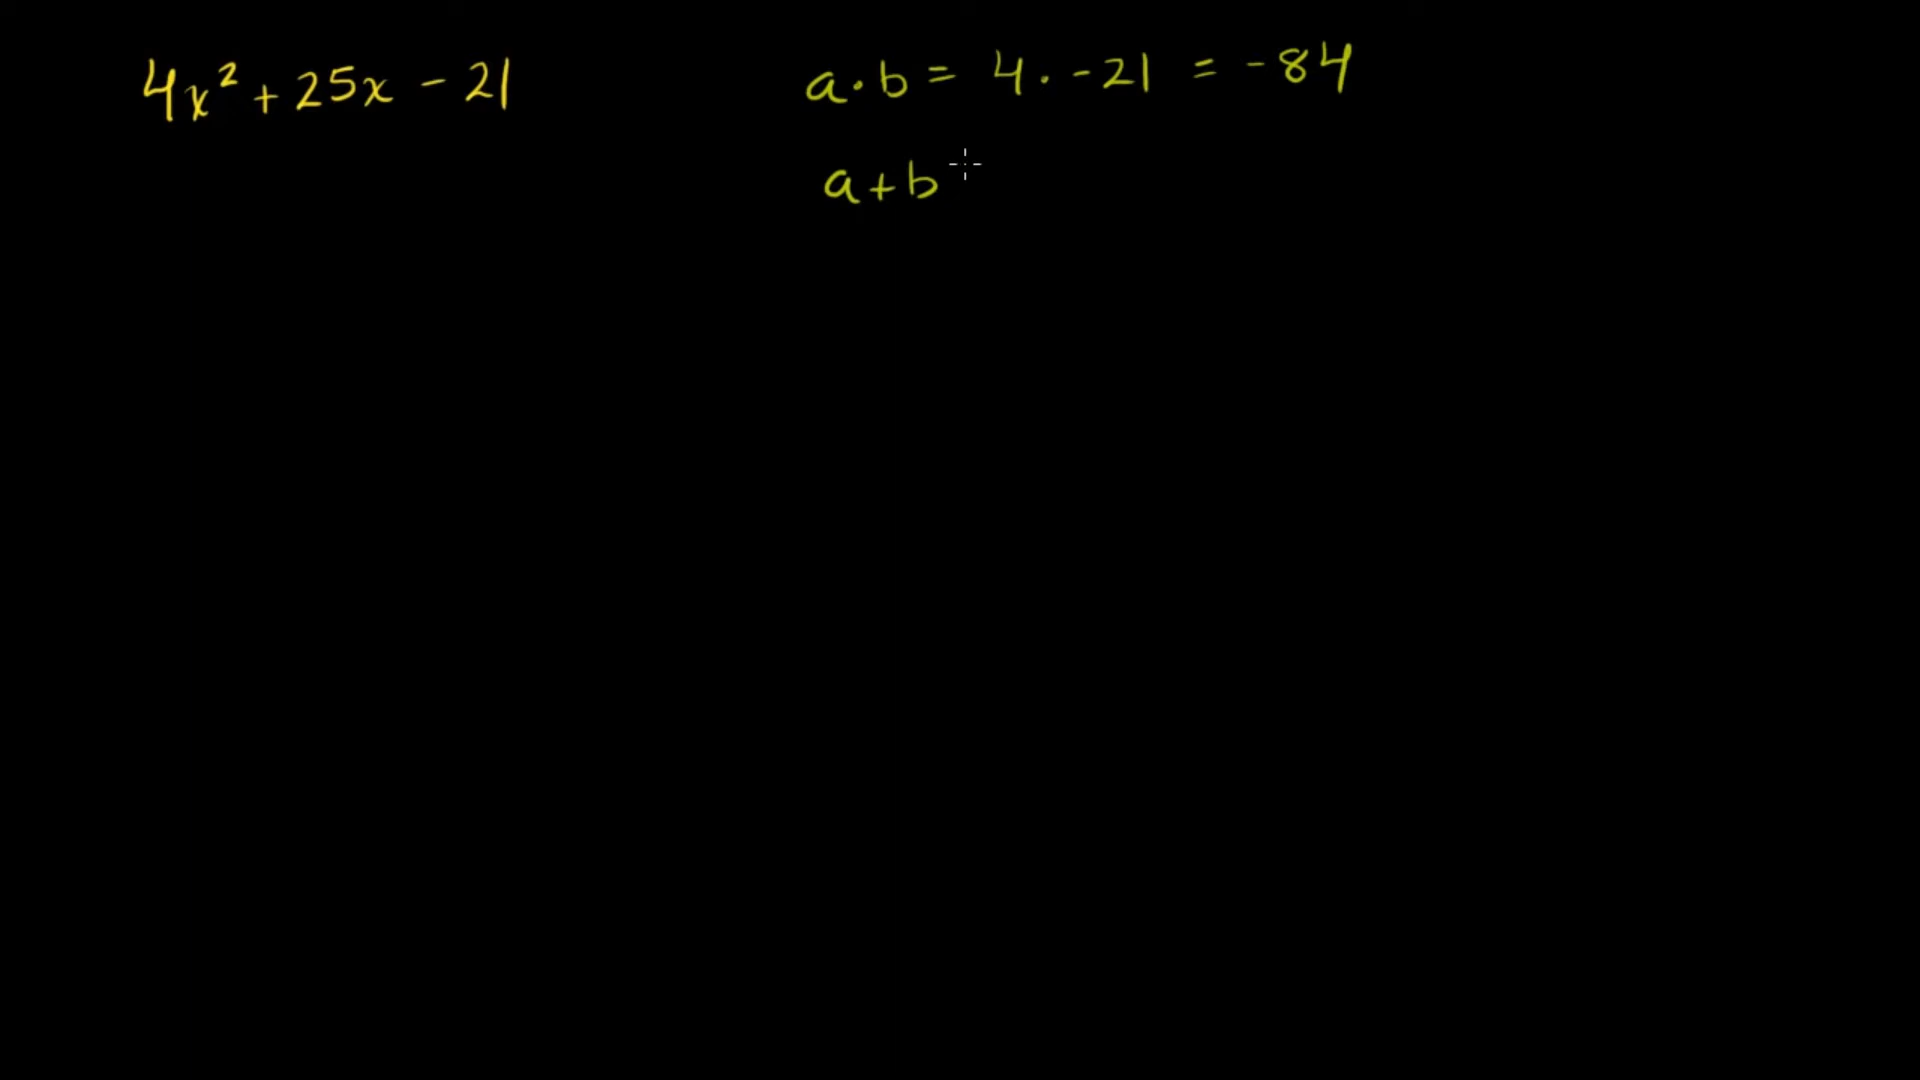 4x² + 25x - 21
a · b = 4 · -21 = -84
a + b